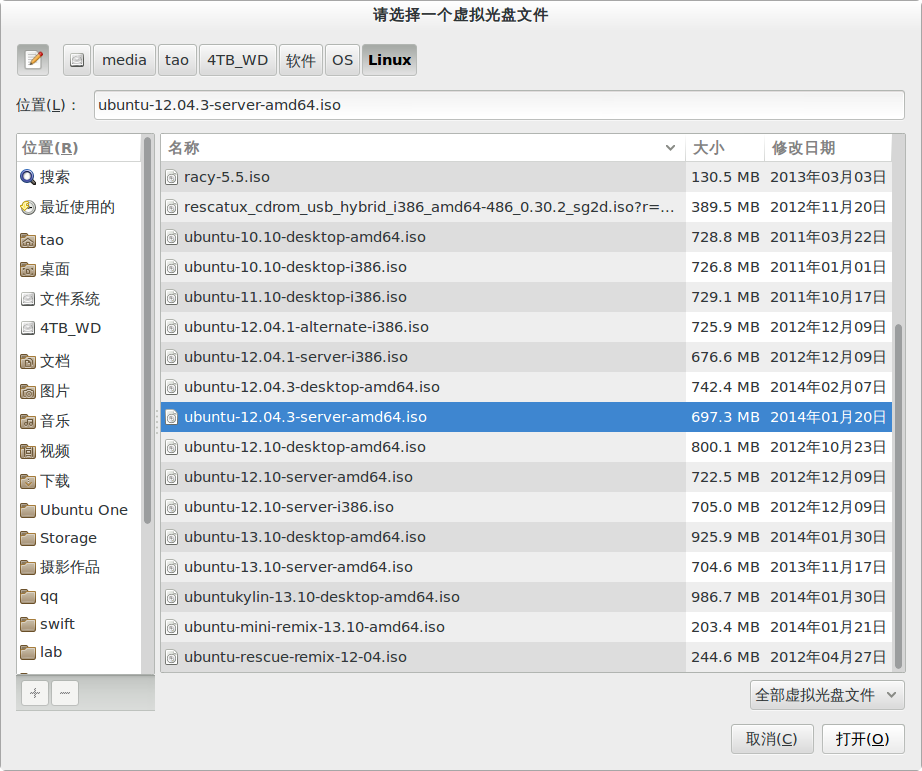 请选择一个虚拟光盘文件
media tao 4TB_WD 软件 OS Linux
位置(L)： ubuntu-12.04.3-server-amd64.iso
位置(R)
搜索
最近使用的
tao
桌面
文件系统
4TB_WD
文档
图片
音乐
视频
下载
Ubuntu One
Storage
摄影作品
qq
swift
lab
名称 大小 修改日期
racy-5.5.iso 130.5 MB 2013年03月03日
rescatux_cdrom_usb_hybrid_i386_amd64-486_0.30.2_sg2d.iso?r=... 389.5 MB 2012年11月20日
ubuntu-10.10-desktop-amd64.iso 728.8 MB 2011年03月22日
ubuntu-10.10-desktop-i386.iso 726.8 MB 2011年01月01日
ubuntu-11.10-desktop-i386.iso 729.1 MB 2011年10月17日
ubuntu-12.04.1-alternate-i386.iso 725.9 MB 2012年12月09日
ubuntu-12.04.1-server-i386.iso 676.6 MB 2012年12月09日
ubuntu-12.04.3-desktop-amd64.iso 742.4 MB 2014年02月07日
ubuntu-12.04.3-server-amd64.iso 697.3 MB 2014年01月20日
ubuntu-12.10-desktop-amd64.iso 800.1 MB 2012年10月23日
ubuntu-12.10-server-amd64.iso 722.5 MB 2012年12月09日
ubuntu-12.10-server-i386.iso 705.0 MB 2012年12月09日
ubuntu-13.10-desktop-amd64.iso 925.9 MB 2014年01月30日
ubuntu-13.10-server-amd64.iso 704.6 MB 2013年11月17日
ubuntukylin-13.10-desktop-amd64.iso 986.7 MB 2014年01月30日
ubuntu-mini-remix-13.10-amd64.iso 203.4 MB 2014年01月21日
ubuntu-rescue-remix-12-04.iso 244.6 MB 2012年04月27日
全部虚拟光盘文件
取消(C) 打开(O)